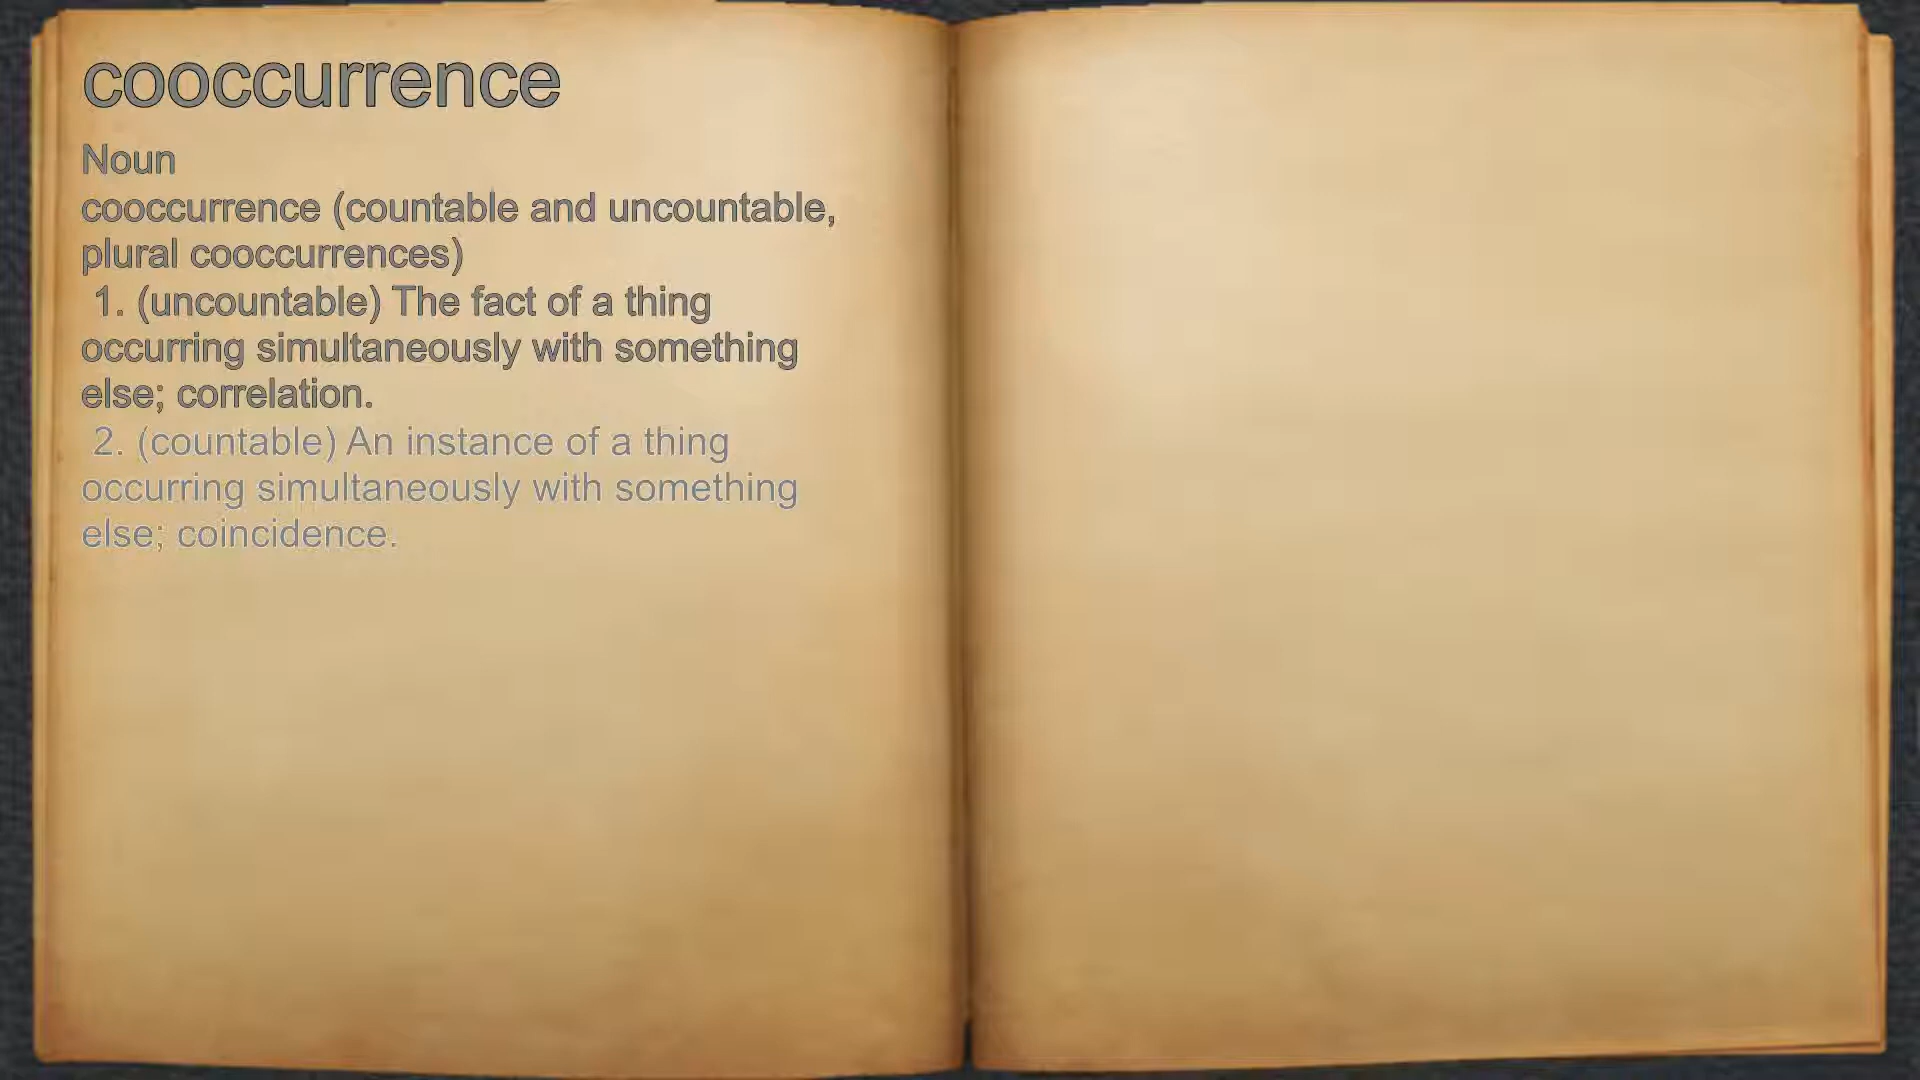 cooccurrence
Noun
cooccurrence (countable and uncountable,
plural cooccurrences)
1. (uncountable) The fact of a thing
occurring simultaneously with something
else; correlation.
2. (countable) An instance of a thing
occurring simultaneously with something
else; coincidence.